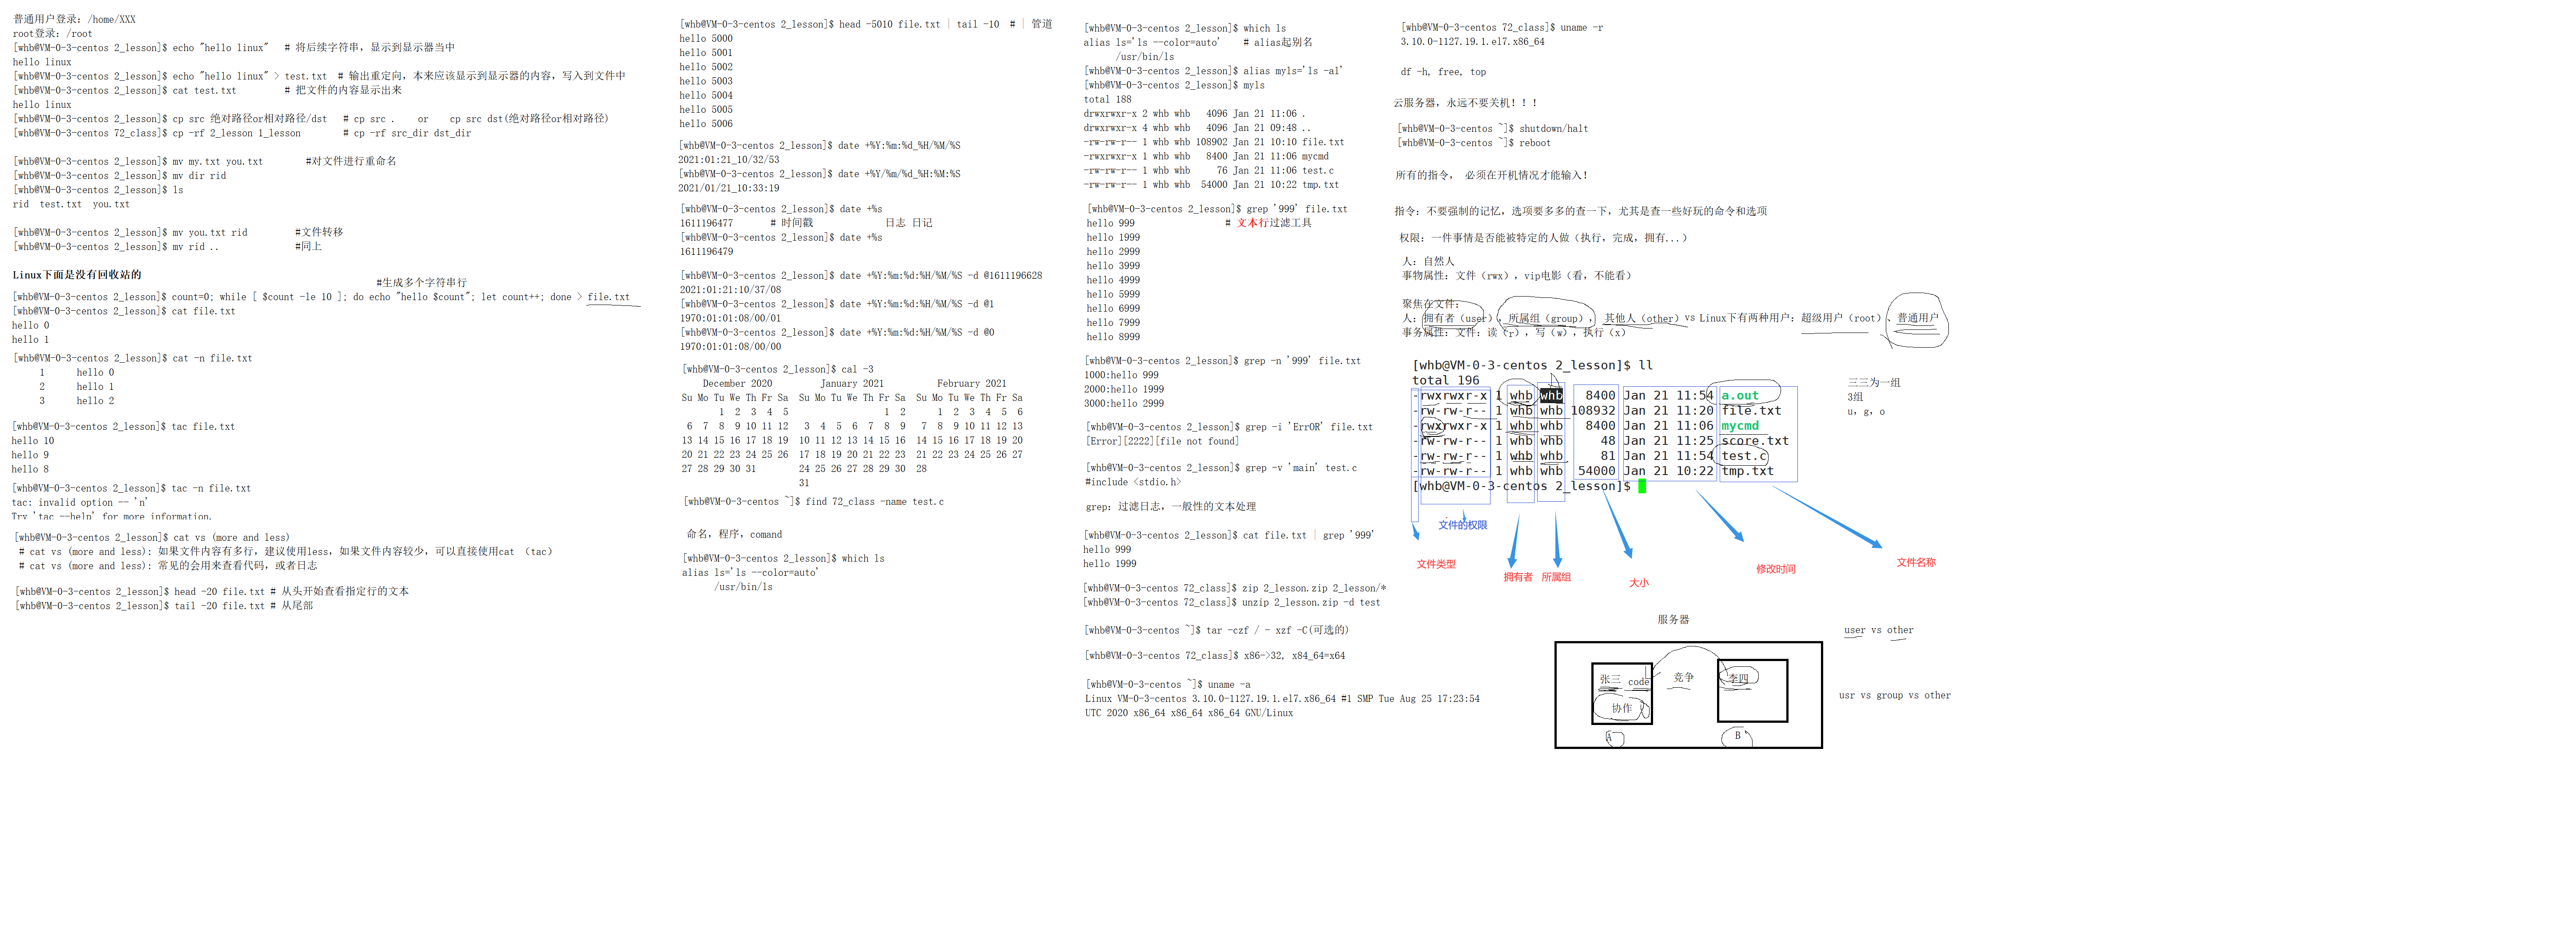 普通用户登录：/home/XXX
root登录：/root
[whb@VM-0-3-centos 2_lesson]$ echo "hello linux"   # 将后续字符串，显示到显示器当中
hello linux
[whb@VM-0-3-centos 2_lesson]$ echo "hello linux" > test.txt  # 输出重定向，本来应该显示到显示器的内容，写入到文件中
[whb@VM-0-3-centos 2_lesson]$ cat test.txt         # 把文件的内容显示出来
hello linux
[whb@VM-0-3-centos 2_lesson]$ cp src 绝对路径or相对路径/dst   # cp src .    or    cp src dst(绝对路径or相对路径)
[whb@VM-0-3-centos 72_class]$ cp -rf 2_lesson 1_lesson        # cp -rf src_dir dst_dir
[whb@VM-0-3-centos 2_lesson]$ mv my.txt you.txt        #对文件进行重命名
[whb@VM-0-3-centos 2_lesson]$ mv dir rid
[whb@VM-0-3-centos 2_lesson]$ ls
rid  test.txt  you.txt
[whb@VM-0-3-centos 2_lesson]$ mv you.txt rid         #文件转移
[whb@VM-0-3-centos 2_lesson]$ mv rid ..              #同上
Linux下面是没有回收站的
#生成多个字符串行
[whb@VM-0-3-centos 2_lesson]$ count=0; while [ $count -le 10 ]; do echo "hello $count"; let count++; done > file.txt
[whb@VM-0-3-centos 2_lesson]$ cat file.txt
hello 0
hello 1
[whb@VM-0-3-centos 2_lesson]$ cat -n file.txt
1      hello 0
2      hello 1
3      hello 2
[whb@VM-0-3-centos 2_lesson]$ tac file.txt
hello 10
hello 9
hello 8
[whb@VM-0-3-centos 2_lesson]$ tac -n file.txt
tac: invalid option -- 'n'
Try 'tac --help' for more information.
[whb@VM-0-3-centos 2_lesson]$ cat vs (more and less)
# cat vs (more and less): 如果文件内容有多行，建议使用less，如果文件内容较少，可以直接使用cat （tac）
# cat vs (more and less): 常见的会用来查看代码，或者日志
[whb@VM-0-3-centos 2_lesson]$ head -20 file.txt # 从头开始查看指定行的文本
[whb@VM-0-3-centos 2_lesson]$ tail -20 file.txt # 从尾部
[whb@VM-0-3-centos 2_lesson]$ head -5010 file.txt | tail -10  # | 管道
hello 5000
hello 5001
hello 5002
hello 5003
hello 5004
hello 5005
hello 5006
[whb@VM-0-3-centos 2_lesson]$ date +%Y:%m:%d_%H/%M/%S
2021:01:21_10/32/53
[whb@VM-0-3-centos 2_lesson]$ date +%Y/%m/%d_%H:%M:%S
2021/01/21_10:33:19
[whb@VM-0-3-centos 2_lesson]$ date +%s
1611196477       # 时间戳             日志 日记
[whb@VM-0-3-centos 2_lesson]$ date +%s
1611196479
[whb@VM-0-3-centos 2_lesson]$ date +%Y:%m:%d:%H/%M/%S -d @1611196628
2021:01:21:10/37/08
[whb@VM-0-3-centos 2_lesson]$ date +%Y:%m:%d:%H/%M/%S -d @1
1970:01:01:08/00/01
[whb@VM-0-3-centos 2_lesson]$ date +%Y:%m:%d:%H/%M/%S -d @0
1970:01:01:08/00/00
[whb@VM-0-3-centos 2_lesson]$ cal -3
December 2020         January 2021          February 2021
Su Mo Tu We Th Fr Sa  Su Mo Tu We Th Fr Sa  Su Mo Tu We Th Fr Sa
1  2  3  4  5                  1  2      1  2  3  4  5  6
6  7  8  9 10 11 12   3  4  5  6  7  8  9   7  8  9 10 11 12 13
13 14 15 16 17 18 19  10 11 12 13 14 15 16  14 15 16 17 18 19 20
20 21 22 23 24 25 26  17 18 19 20 21 22 23  21 22 23 24 25 26 27
27 28 29 30 31        24 25 26 27 28 29 30  28
31
[whb@VM-0-3-centos ~]$ find 72_class -name test.c
命名，程序，comand
[whb@VM-0-3-centos 2_lesson]$ which ls
alias ls='ls --color=auto'
/usr/bin/ls
[whb@VM-0-3-centos 2_lesson]$ which ls
alias ls='ls --color=auto'    # alias起别名
/usr/bin/ls
[whb@VM-0-3-centos 2_lesson]$ alias myls='ls -al'
[whb@VM-0-3-centos 2_lesson]$ myls
total 188
drwxrwxr-x 2 whb whb   4096 Jan 21 11:06 .
drwxrwxr-x 4 whb whb   4096 Jan 21 09:48 ..
-rw-rw-r-- 1 whb whb 108902 Jan 21 10:10 file.txt
-rwxrwxr-x 1 whb whb   8400 Jan 21 11:06 mycmd
-rw-rw-r-- 1 whb whb     76 Jan 21 11:06 test.c
-rw-rw-r-- 1 whb whb  54000 Jan 21 10:22 tmp.txt
[whb@VM-0-3-centos 2_lesson]$ grep '999' file.txt
hello 999                 # 文本行过滤工具
hello 1999
hello 2999
hello 3999
hello 4999
hello 5999
hello 6999
hello 7999
hello 8999
[whb@VM-0-3-centos 2_lesson]$ grep -n '999' file.txt
1000:hello 999
2000:hello 1999
3000:hello 2999
[whb@VM-0-3-centos 2_lesson]$ grep -i 'ErrOR' file.txt
[Error][2222][file not found]
[whb@VM-0-3-centos 2_lesson]$ grep -v 'main' test.c
#include <stdio.h>
grep: 过滤日志，一般性的文本处理
[whb@VM-0-3-centos 2_lesson]$ cat file.txt | grep '999'
hello 999
hello 1999
[whb@VM-0-3-centos 72_class]$ zip 2_lesson.zip 2_lesson/*
[whb@VM-0-3-centos 72_class]$ unzip 2_lesson.zip -d test
[whb@VM-0-3-centos ~]$ tar -czf / - xzf -C(可选的)
[whb@VM-0-3-centos 72_class]$ x86->32, x84_64=x64
[whb@VM-0-3-centos ~]$ uname -a
Linux VM-0-3-centos 3.10.0-1127.19.1.el7.x86_64 #1 SMP Tue Aug 25 17:23:54
UTC 2020 x86_64 x86_64 x86_64 GNU/Linux
[whb@VM-0-3-centos 72_class]$ uname -r
3.10.0-1127.19.1.el7.x86_64
df -h, free, top
云服务器，永远不要关机！！！
[whb@VM-0-3-centos ~]$ shutdown/halt
[whb@VM-0-3-centos ~]$ reboot
所有的指令， 必须在开机情况才能输入！
指令：不要强制的记忆，选项要多多的查一下，尤其是查一些好玩的命令和选项
权限：一件事情是否能被特定的人做（执行，完成，拥有...）
人：自然人
事物属性：文件（rwx），vip电影（看，不能看）
聚焦在文件：
人：拥有者（user），所属组（group）， 其他人（other）vs Linux下有两种用户：超级用户（root）、普通用户
事务属性：文件：读（r），写（w），执行（x）
[whb@VM-0-3-centos 2_lesson]$ ll
total 196
-rwxrwxr-x 1 whb whb   8400 Jan 21 11:54 a.out
-rw-rw-r-- 1 whb whb 108932 Jan 21 11:20 file.txt
-rwxrwxr-x 1 whb whb   8400 Jan 21 11:06 mycmd
-rw-rw-r-- 1 whb whb     48 Jan 21 11:25 score.txt
-rw-rw-r-- 1 whb whb     81 Jan 21 11:54 test.c
-rw-rw-r-- 1 whb whb  54000 Jan 21 10:22 tmp.txt
[whb@VM-0-3-centos 2_lesson]$
三三为一组
3组
u, g, o
文件的权限
文件类型
拥有者
所属组
大小
修改时间
文件名称
服务器
张三 code
竞争
李四
协作
A
B
user vs other
usr vs group vs other